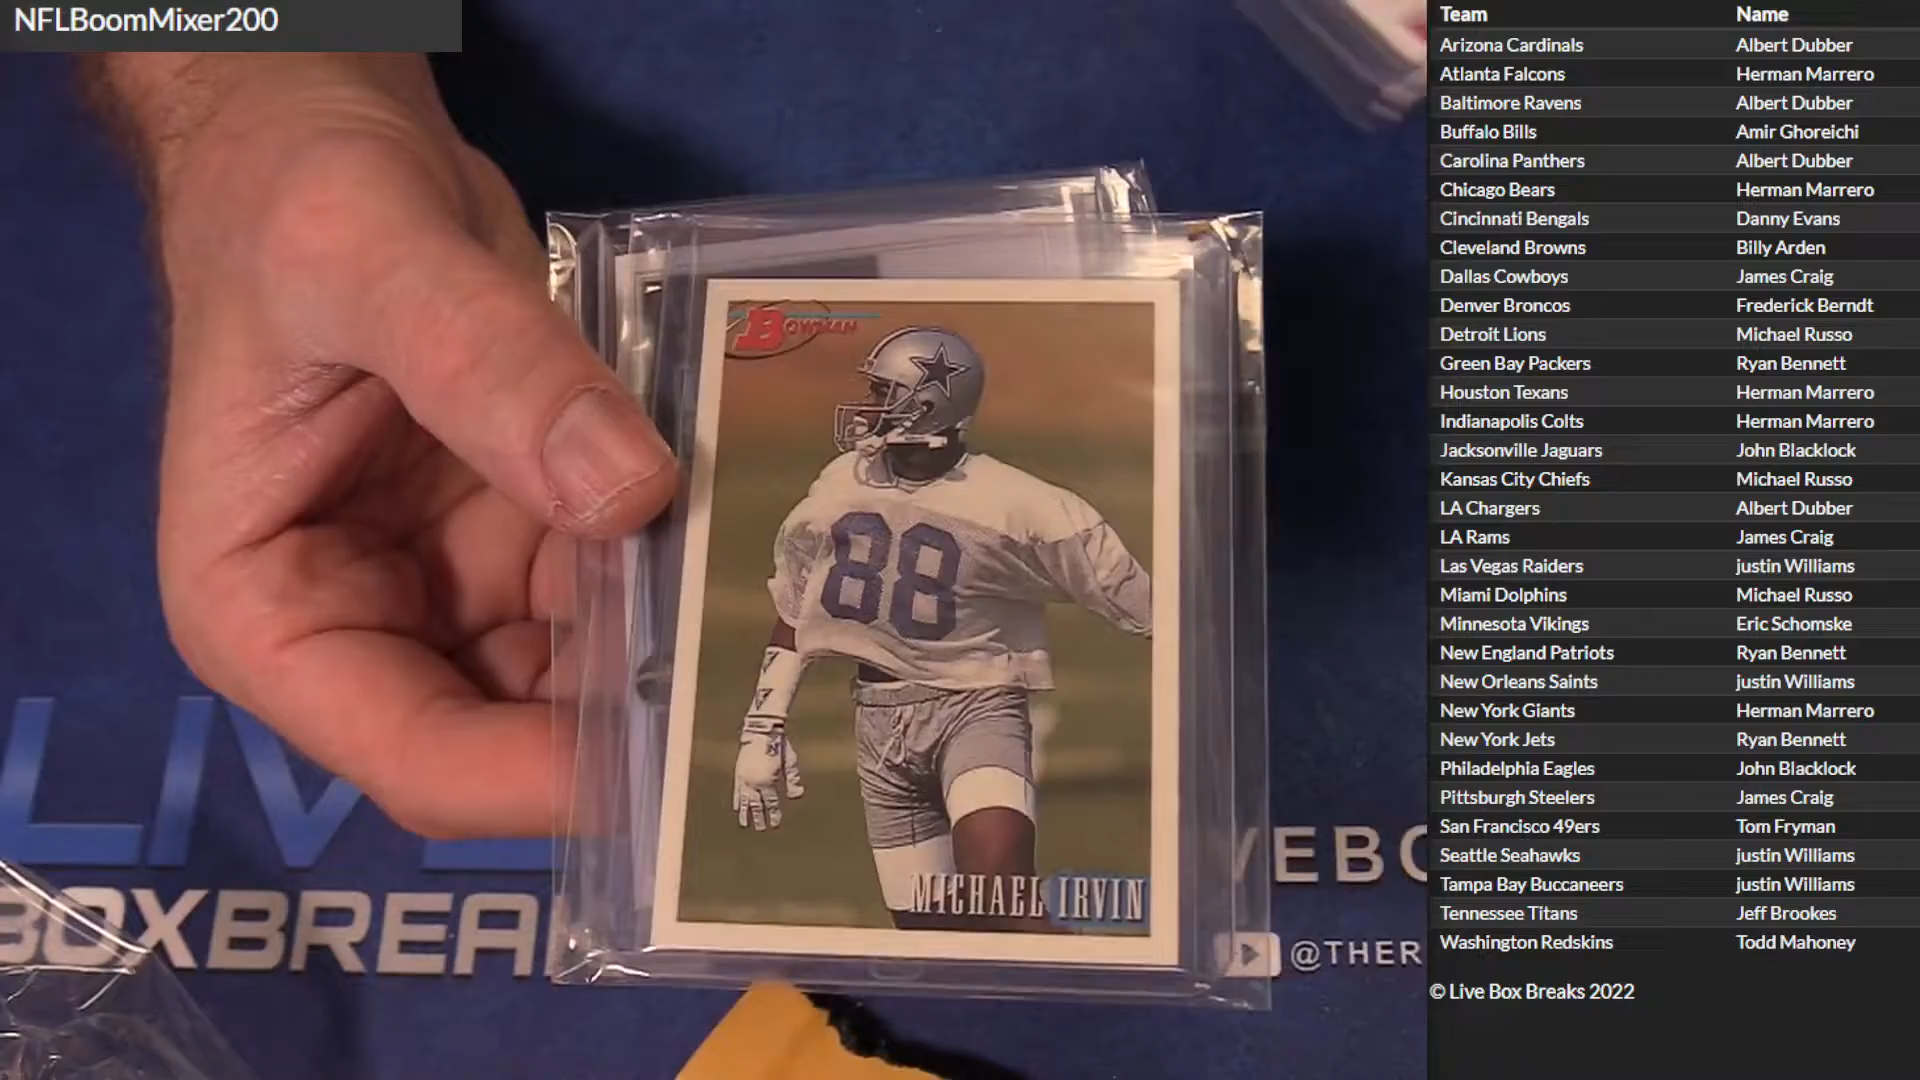 NFLBoomMixer200
BOWMAN
88
MICHAEL IRVIN
LIVE
BOXBREA
VEBO
@THER
Team Name
Arizona Cardinals Albert Dubber
Atlanta Falcons Herman Marrero
Baltimore Ravens Albert Dubber
Buffalo Bills Amir Ghoreichi
Carolina Panthers Albert Dubber
Chicago Bears Herman Marrero
Cincinnati Bengals Danny Evans
Cleveland Browns Billy Arden
Dallas Cowboys James Craig
Denver Broncos Frederick Berndt
Detroit Lions Michael Russo
Green Bay Packers Ryan Bennett
Houston Texans Herman Marrero
Indianapolis Colts Herman Marrero
Jacksonville Jaguars John Blacklock
Kansas City Chiefs Michael Russo
LA Chargers Albert Dubber
LA Rams James Craig
Las Vegas Raiders justin Williams
Miami Dolphins Michael Russo
Minnesota Vikings Eric Schomske
New England Patriots Ryan Bennett
New Orleans Saints justin Williams
New York Giants Herman Marrero
New York Jets Ryan Bennett
Philadelphia Eagles John Blacklock
Pittsburgh Steelers James Craig
San Francisco 49ers Tom Fryman
Seattle Seahawks justin Williams
Tampa Bay Buccaneers justin Williams
Tennessee Titans Jeff Brookes
Washington Redskins Todd Mahoney
© Live Box Breaks 2022